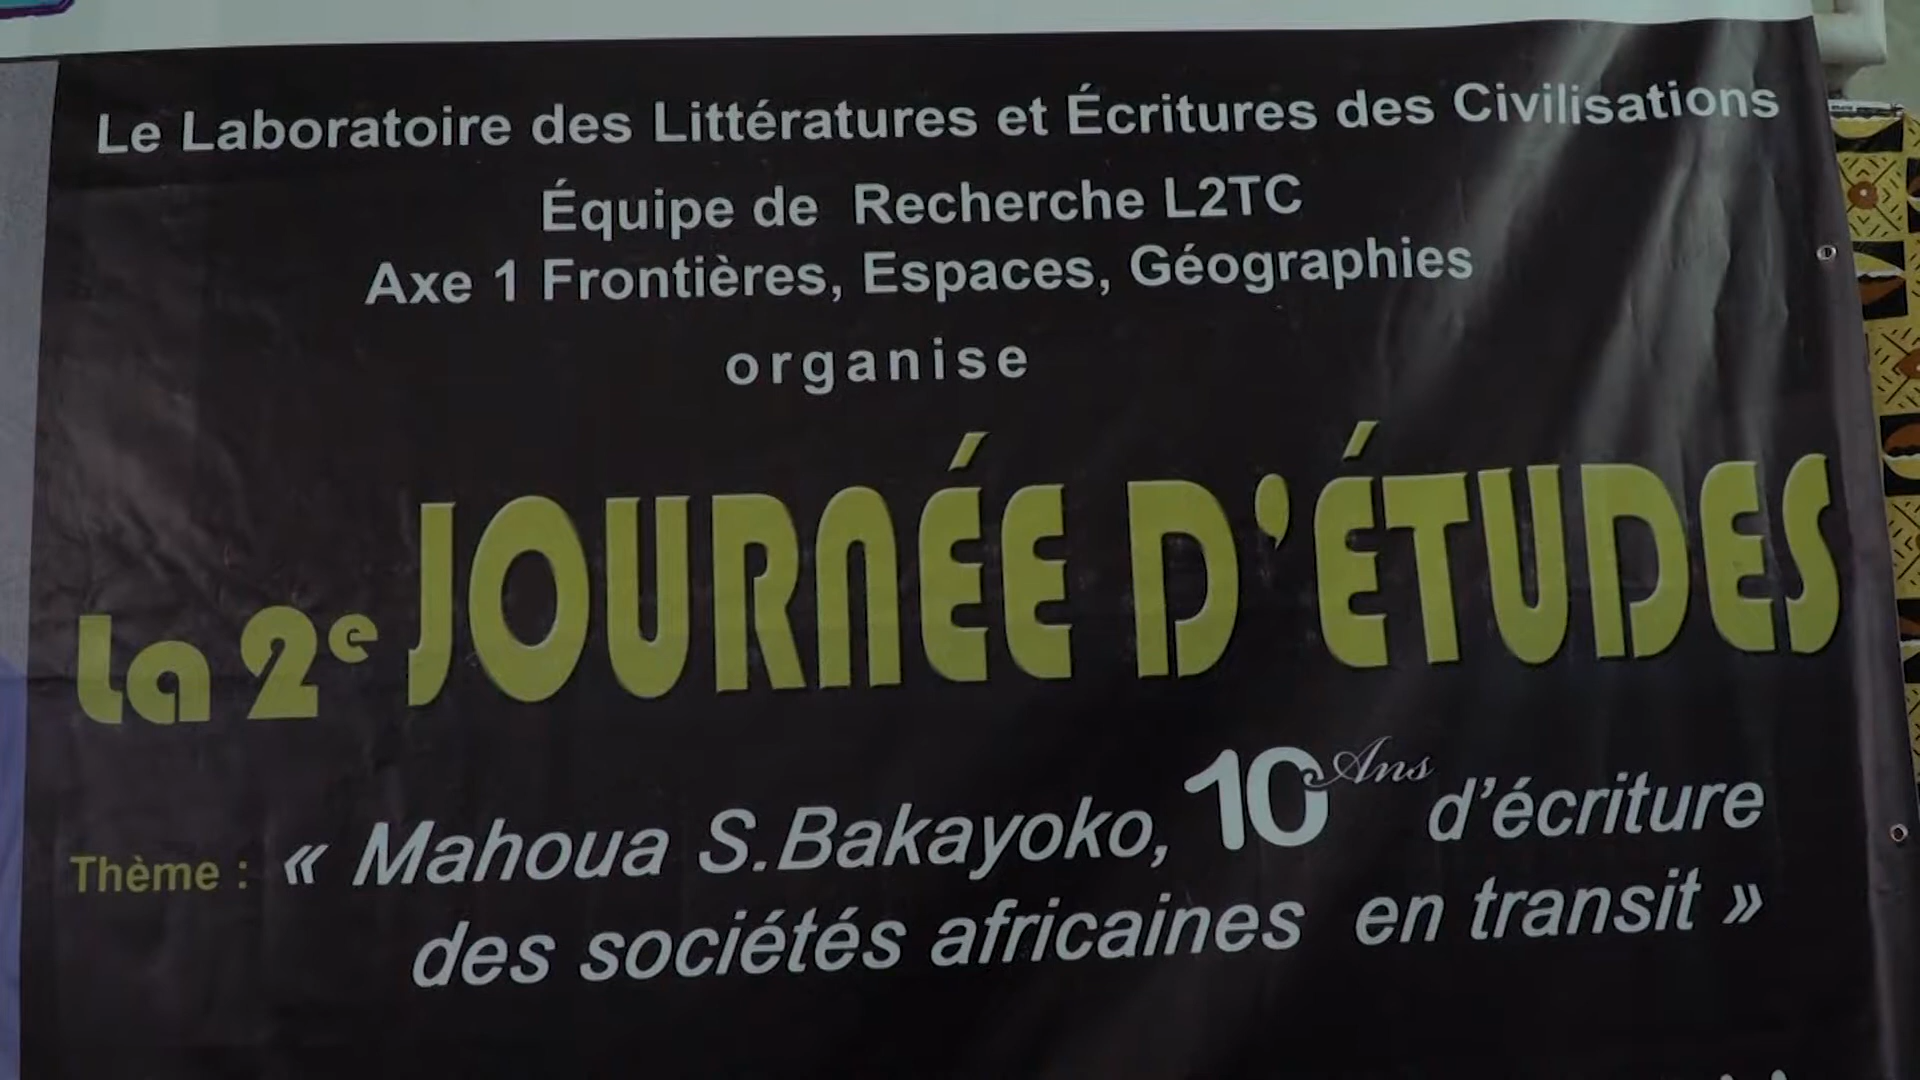 Le Laboratoire des Littératures et Écritures des Civilisations
Équipe de Recherche L2TC
Axe 1 Frontières, Espaces, Géographies
organise
La 2e JOURNÉE D'ÉTUDES
Thème : « Mahoua S.Bakayoko, 10 Ans d'écriture
des sociétés africaines en transit »